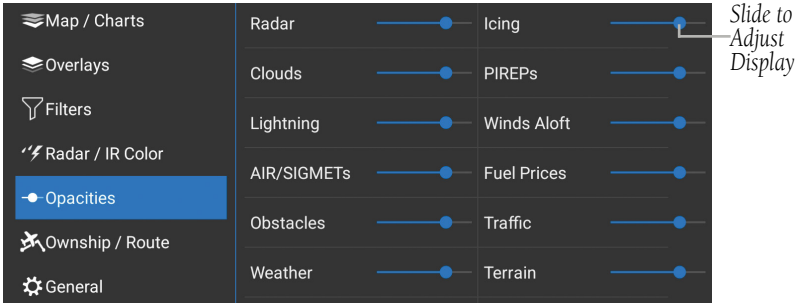 Map / Charts
Overlays
Filters
Radar / IR Color
Opacities
Ownship / Route
General
Radar
Clouds
Lightning
AIR/SIGMETs
Obstacles
Weather
Icing
PIREPs
Winds Aloft
Fuel Prices
Traffic
Terrain
Slide to
Adjust
Display